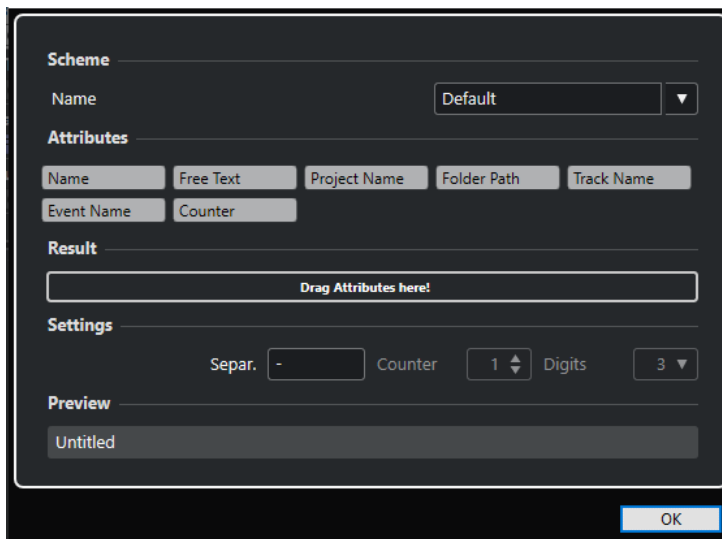 Scheme
Name Default
Attributes
Name Free Text Project Name Folder Path Track Name
Event Name Counter
Result
Drag Attributes here!
Settings
Separ. - Counter 1 Digits 3
Preview
Untitled
OK